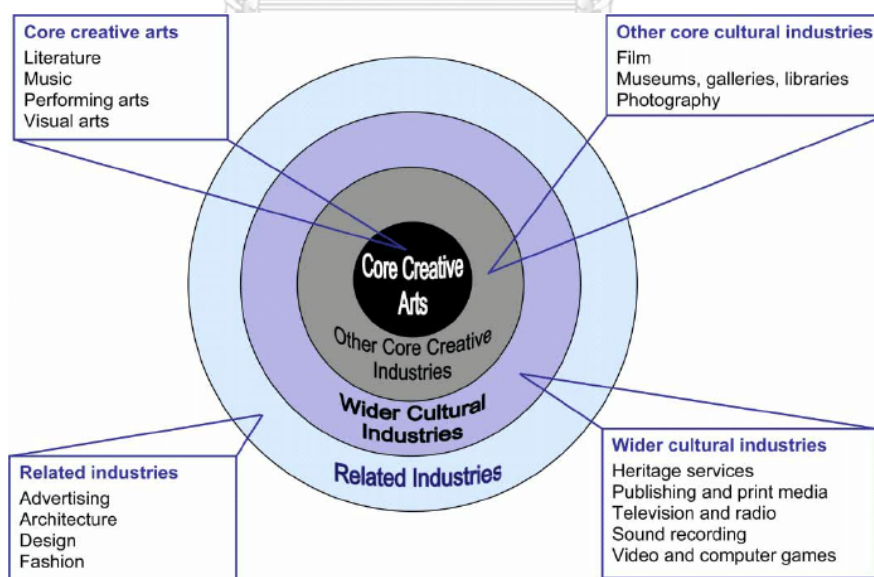 Core creative arts
Literature
Music
Performing arts
Visual arts
Other core cultural industries
Film
Museums, galleries, libraries
Photography
Core Creative
Arts
Other Core Creative
Industries
Wider Cultural
Industries
Related Industries
Related industries
Advertising
Architecture
Design
Fashion
Wider cultural industries
Heritage services
Publishing and print media
Television and radio
Sound recording
Video and computer games